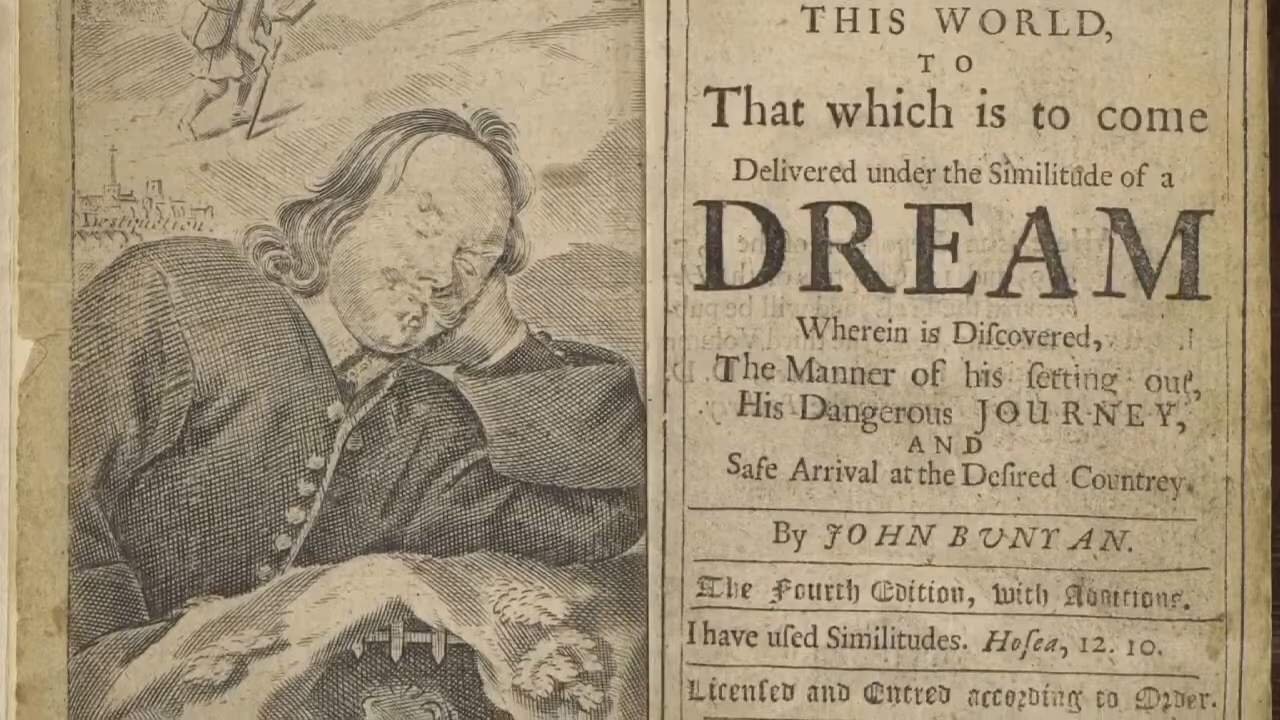 Destruction.
THIS WORLD,
TO
That which is to come
Delivered under the Similitude of a
DREAM
Wherein is Diſcovered,
The Manner of his ſetting out,
His Dangerous JOURNEY,
AND
Safe Arrival at the Deſired Countrey.
By JOHN BUNYAN.
The Fourth Edition, with Additions.
I have uſed Similitudes. Hoſea, 12. 10.
Licenſed and Entred according to Order.